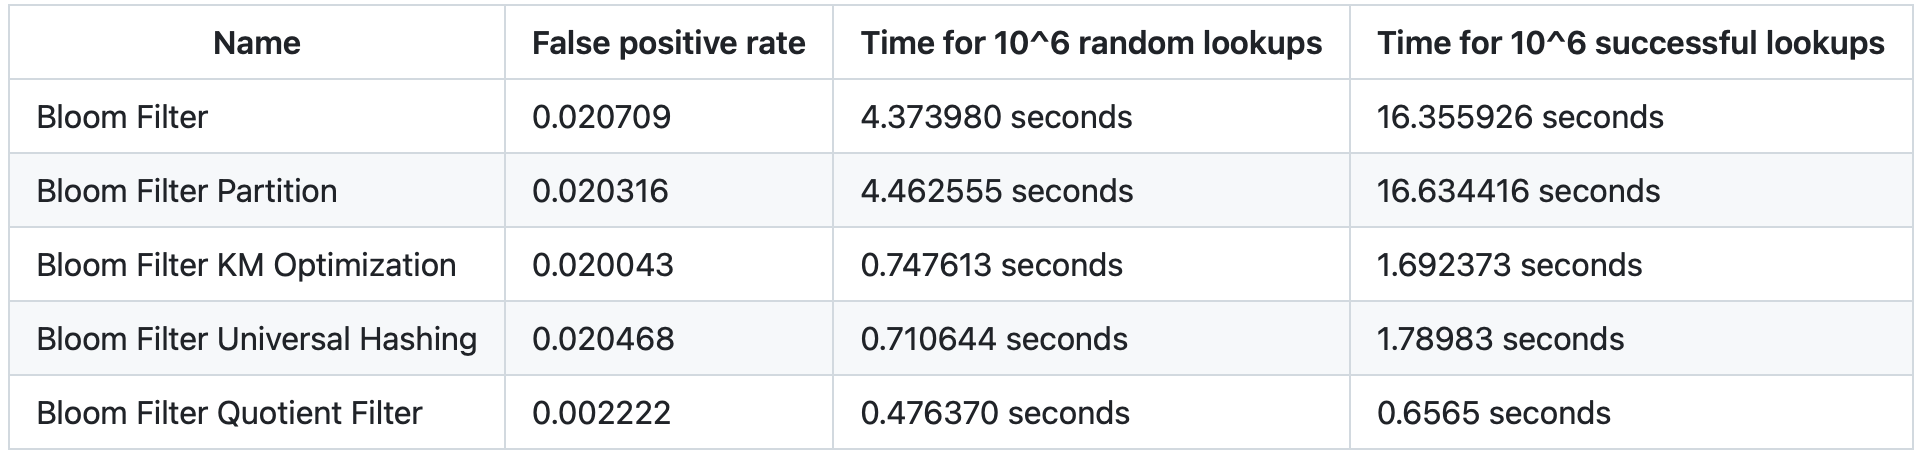 Name False positive rate Time for 10^6 random lookups Time for 10^6 successful lookups
Bloom Filter 0.020709 4.373980 seconds 16.355926 seconds
Bloom Filter Partition 0.020316 4.462555 seconds 16.634416 seconds
Bloom Filter KM Optimization 0.020043 0.747613 seconds 1.692373 seconds
Bloom Filter Universal Hashing 0.020468 0.710644 seconds 1.78983 seconds
Bloom Filter Quotient Filter 0.002222 0.476370 seconds 0.6565 seconds